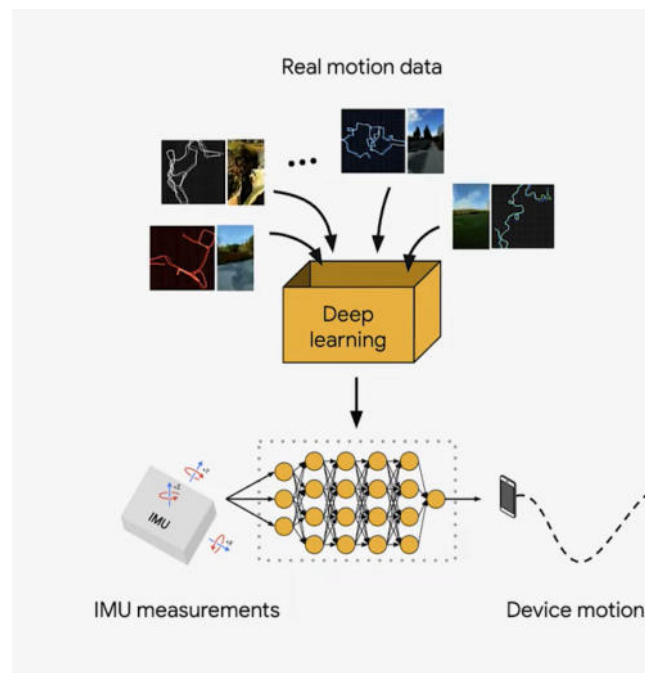 Real motion data
Deep
learning
IMU
IMU measurements
Device motion